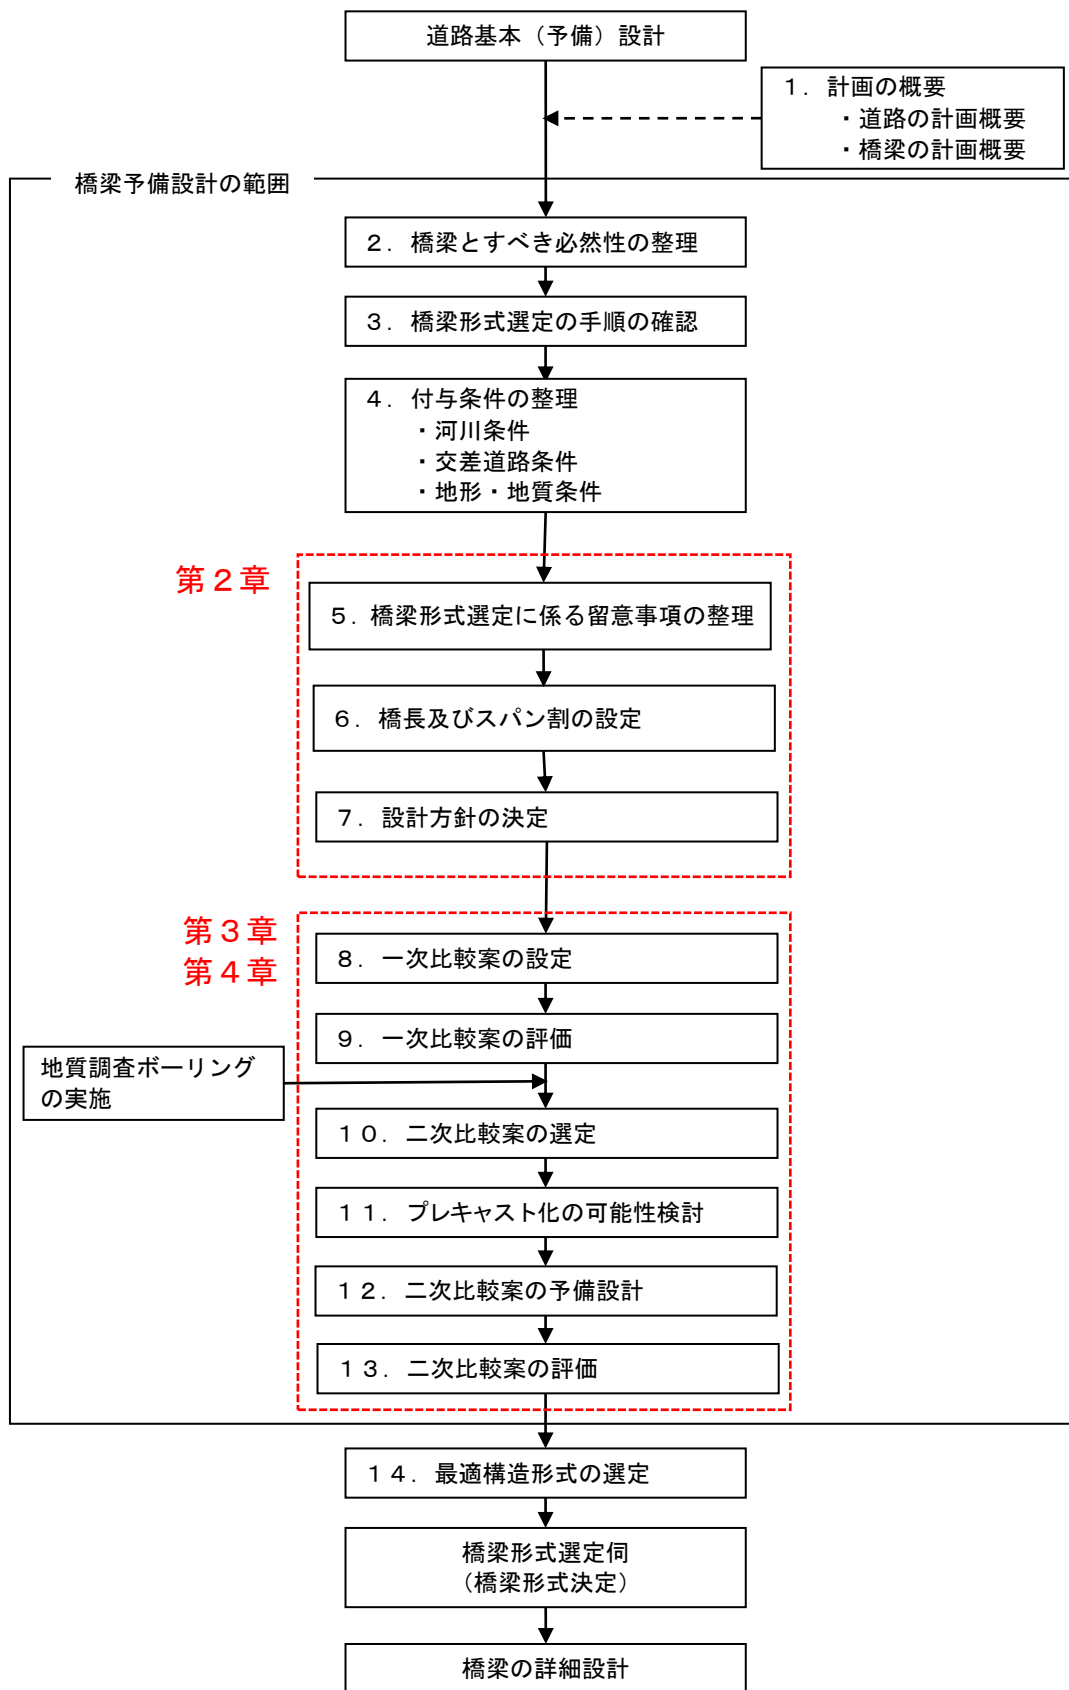 道路基本（予備）設計
１．計画の概要
・道路の計画概要
・橋梁の計画概要
橋梁予備設計の範囲
２．橋梁とすべき必然性の整理
３．橋梁形式選定の手順の確認
４．付与条件の整理
・河川条件
・交差道路条件
・地形・地質条件
第２章
５．橋梁形式選定に係る留意事項の整理
６．橋長及びスパン割の設定
７．設計方針の決定
第３章
第４章
８．一次比較案の設定
９．一次比較案の評価
地質調査ボーリング
の実施
１０．二次比較案の選定
１１．プレキャスト化の可能性検討
１２．二次比較案の予備設計
１３．二次比較案の評価
１４．最適構造形式の選定
橋梁形式選定伺
（橋梁形式決定）
橋梁の詳細設計